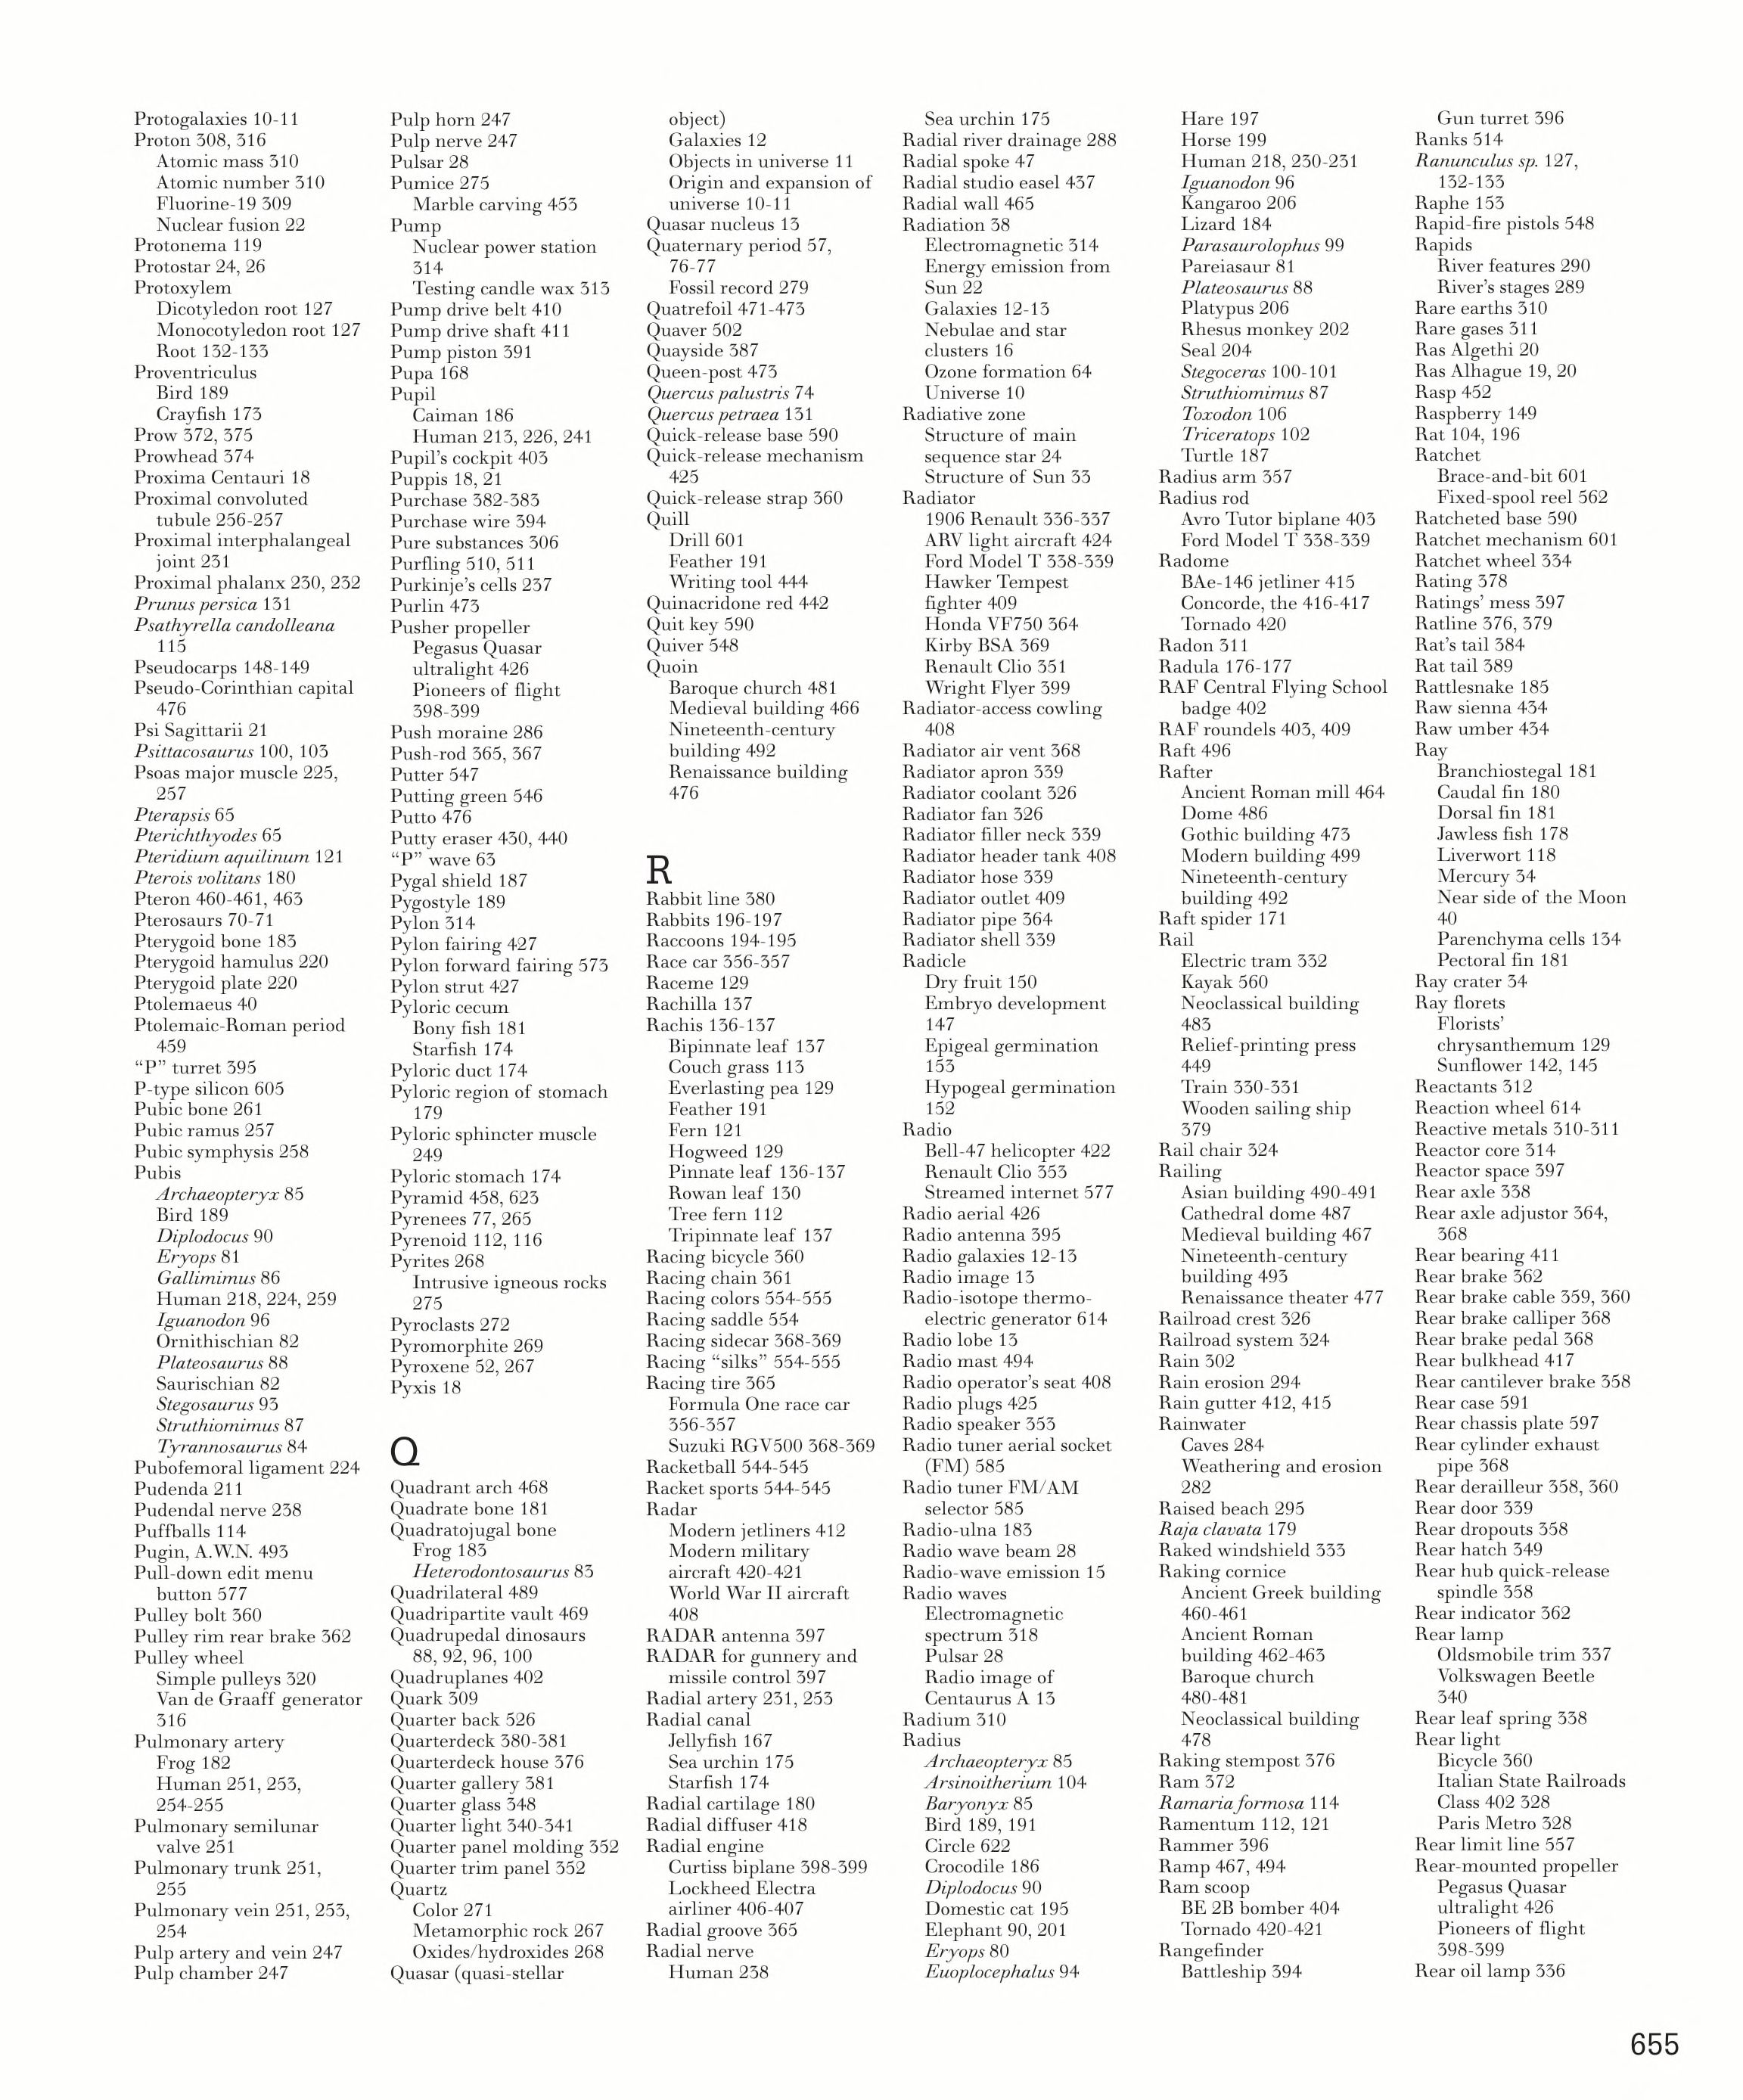 Protogalaxies 10-11
Proton 308, 316
Atomic mass 310
Atomic number 310
Fluorine-19 309
Nuclear fusion 22
Protonema 119
Protostar 24, 26
Protoxylem
Dicotyledon root 127
Monocotyledon root 127
Root 132-133
Proventriculus
Bird 189
Crayfish 173
Prow 372, 375
Prowhead 374
Proxima Centauri 18
Proximal convoluted
tubule 256-257
Proximal interphalangeal
joint 231
Proximal phalanx 230, 232
Prunus persica 131
Psathyrella candolleana
115
Pseudocarps 148-149
Pseudo-Corinthian capital
476
Psi Sagittarii 21
Psittacosaurus 100, 103
Psoas major muscle 225,
257
Pterapsis 65
Pterichthyodes 65
Pteridium aquilinum 121
Pterois volitans 180
Pteron 460-461, 463
Pterosaurs 70-71
Pterygoid bone 183
Pterygoid hamulus 220
Pterygoid plate 220
Ptolemaeus 40
Ptolemaic-Roman period
459
“P” turret 395
P-type silicon 605
Pubic bone 261
Pubic ramus 257
Pubic symphysis 258
Pubis
Archaeopteryx 85
Bird 189
Diplodocus 90
Eryops 81
Gallimimus 86
Human 218, 224, 259
Iguanodon 96
Ornithischian 82
Plateosaurus 88
Saurischian 82
Stegosaurus 93
Struthiomimus 87
Tyrannosaurus 84
Pubofemoral ligament 224
Pudenda 211
Pudendal nerve 238
Puffballs 114
Pugin, A.W.N. 493
Pull-down edit menu
button 577
Pulley bolt 360
Pulley rim rear brake 362
Pulley wheel
Simple pulleys 320
Van de Graaff generator
316
Pulmonary artery
Frog 182
Human 251, 253,
254-255
Pulmonary semilunar
valve 251
Pulmonary trunk 251,
255
Pulmonary vein 251, 253,
254
Pulp artery and vein 247
Pulp chamber 247
Pulp horn 247
Pulp nerve 247
Pulsar 28
Pumice 275
Marble carving 453
Pump
Nuclear power station
314
Testing candle wax 313
Pump drive belt 410
Pump drive shaft 411
Pump piston 391
Pupa 168
Pupil
Caiman 186
Human 213, 226, 241
Pupil’s cockpit 403
Puppis 18, 21
Purchase 382-383
Purchase wire 394
Pure substances 306
Purfling 510, 511
Purkinje’s cells 237
Purlin 473
Pusher propeller
Pegasus Quasar
ultralight 426
Pioneers of flight
398-399
Push moraine 286
Push-rod 365, 367
Putter 547
Putting green 546
Putto 476
Putty eraser 430, 440
“P” wave 63
Pygal shield 187
Pygostyle 189
Pylon 314
Pylon fairing 427
Pylon forward fairing 573
Pylon strut 427
Pyloric cecum
Bony fish 181
Starfish 174
Pyloric duct 174
Pyloric region of stomach
179
Pyloric sphincter muscle
249
Pyloric stomach 174
Pyramid 458, 623
Pyrenees 77, 265
Pyrenoid 112, 116
Pyrites 268
Intrusive igneous rocks
275
Pyroclasts 272
Pyromorphite 269
Pyroxene 52, 267
Pyxis 18
Q
Quadrant arch 468
Quadrate bone 181
Quadratojugal bone
Frog 183
Heterodontosaurus 83
Quadrilateral 489
Quadripartite vault 469
Quadrupedal dinosaurs
88, 92, 96, 100
Quadruplanes 402
Quark 309
Quarter back 526
Quarterdeck 380-381
Quarterdeck house 376
Quarter gallery 381
Quarter glass 348
Quarter light 340-341
Quarter panel molding 352
Quarter trim panel 352
Quartz
Color 271
Metamorphic rock 267
Oxides/hydroxides 268
Quasar (quasi-stellar
object)
Galaxies 12
Objects in universe 11
Origin and expansion of
universe 10-11
Quasar nucleus 13
Quaternary period 57,
76-77
Fossil record 279
Quatrefoil 471-473
Quaver 502
Quayside 387
Queen-post 473
Quercus palustris 74
Quercus petraea 131
Quick-release base 590
Quick-release mechanism
425
Quick-release strap 360
Quill
Drill 601
Feather 191
Writing tool 444
Quinacridone red 442
Quit key 590
Quiver 548
Quoin
Baroque church 481
Medieval building 466
Nineteenth-century
building 492
Renaissance building
476
R
Rabbit line 380
Rabbits 196-197
Raccoons 194-195
Race car 356-357
Raceme 129
Rachilla 137
Rachis 136-137
Bipinnate leaf 137
Couch grass 113
Everlasting pea 129
Feather 191
Fern 121
Hogweed 129
Pinnate leaf 136-137
Rowan leaf 130
Tree fern 112
Tripinnate leaf 137
Racing bicycle 360
Racing chain 361
Racing colors 554-555
Racing saddle 554
Racing sidecar 368-369
Racing “silks” 554-555
Racing tire 365
Formula One race car
356-357
Suzuki RGV500 368-369
Racketball 544-545
Racket sports 544-545
Radar
Modern jetliners 412
Modern military
aircraft 420-421
World War II aircraft
408
RADAR antenna 397
RADAR for gunnery and
missile control 397
Radial artery 231, 253
Radial canal
Jellyfish 167
Sea urchin 175
Starfish 174
Radial cartilage 180
Radial diffuser 418
Radial engine
Curtiss biplane 398-399
Lockheed Electra
airliner 406-407
Radial groove 365
Radial nerve
Human 238
Sea urchin 175
Radial river drainage 288
Radial spoke 47
Radial studio easel 437
Radial wall 465
Radiation 38
Electromagnetic 314
Energy emission from
Sun 22
Galaxies 12-13
Nebulae and star
clusters 16
Ozone formation 64
Universe 10
Radiative zone
Structure of main
sequence star 24
Structure of Sun 33
Radiator
1906 Renault 336-337
ARV light aircraft 424
Ford Model T 338-339
Hawker Tempest
fighter 409
Honda VF750 364
Kirby BSA 369
Renault Clio 351
Wright Flyer 399
Radiator-access cowling
408
Radiator air vent 368
Radiator apron 339
Radiator coolant 326
Radiator fan 326
Radiator filler neck 339
Radiator header tank 408
Radiator hose 339
Radiator outlet 409
Radiator pipe 364
Radiator shell 339
Radicle
Dry fruit 150
Embryo development
147
Epigeal germination
153
Hypogeal germination
152
Radio
Bell-47 helicopter 422
Renault Clio 353
Streamed internet 577
Radio aerial 426
Radio antenna 395
Radio galaxies 12-13
Radio image 13
Radio-isotope thermo-
electric generator 614
Radio lobe 13
Radio mast 494
Radio operator’s seat 408
Radio plugs 425
Radio speaker 353
Radio tuner aerial socket
(FM) 585
Radio tuner FM/AM
selector 585
Radio-ulna 183
Radio wave beam 28
Radio-wave emission 15
Radio waves
Electromagnetic
spectrum 318
Pulsar 28
Radio image of
Centaurus A 13
Radium 310
Radius
Archaeopteryx 85
Arsinoitherium 104
Baryonyx 85
Bird 189, 191
Circle 622
Crocodile 186
Diplodocus 90
Domestic cat 195
Elephant 90, 201
Eryops 80
Euoplocephalus 94
Hare 197
Horse 199
Human 218, 230-231
Iguanodon 96
Kangaroo 206
Lizard 184
Parasaurolophus 99
Pareiasaur 81
Plateosaurus 88
Platypus 206
Rhesus monkey 202
Seal 204
Stegoceras 100-101
Struthiomimus 87
Toxodon 106
Triceratops 102
Turtle 187
Radius arm 357
Radius rod
Avro Tutor biplane 403
Ford Model T 338-339
Radome
BAe-146 jetliner 415
Concorde, the 416-417
Tornado 420
Radon 311
Radula 176-177
RAF Central Flying School
badge 402
RAF roundels 403, 409
Raft 496
Rafter
Ancient Roman mill 464
Dome 486
Gothic building 473
Modern building 499
Nineteenth-century
building 492
Raft spider 171
Rail
Electric tram 332
Kayak 560
Neoclassical building
483
Relief-printing press
449
Train 330-331
Wooden sailing ship
379
Rail chair 324
Railing
Asian building 490-491
Cathedral dome 487
Medieval building 467
Nineteenth-century
building 493
Renaissance theater 477
Railroad crest 326
Railroad system 324
Rain 302
Rain erosion 294
Rain gutter 412, 415
Rainwater
Caves 284
Weathering and erosion
282
Raised beach 295
Raja clavata 179
Raked windshield 333
Raking cornice
Ancient Greek building
460-461
Ancient Roman
building 462-463
Baroque church
480-481
Neoclassical building
478
Raking stempost 376
Ram 372
Ramaria formosa 114
Ramentum 112, 121
Rammer 396
Ramp 467, 494
Ram scoop
BE 2B bomber 404
Tornado 420-421
Rangefinder
Battleship 394
Gun turret 396
Ranks 514
Ranunculus sp. 127,
132-133
Raphe 153
Rapid-fire pistols 548
Rapids
River features 290
River’s stages 289
Rare earths 310
Rare gases 311
Ras Algethi 20
Ras Alhague 19, 20
Rasp 452
Raspberry 149
Rat 104, 196
Ratchet
Brace-and-bit 601
Fixed-spool reel 562
Ratcheted base 590
Ratchet mechanism 601
Ratchet wheel 334
Rating 378
Ratings’ mess 397
Ratline 376, 379
Rat’s tail 384
Rat tail 389
Rattlesnake 185
Raw sienna 434
Raw umber 434
Ray
Branchiostegal 181
Caudal fin 180
Dorsal fin 181
Jawless fish 178
Liverwort 118
Mercury 34
Near side of the Moon
40
Parenchyma cells 134
Pectoral fin 181
Ray crater 34
Ray florets
Florists’
chrysanthemum 129
Sunflower 142, 145
Reactants 312
Reaction wheel 614
Reactive metals 310-311
Reactor core 314
Reactor space 397
Rear axle 338
Rear axle adjustor 364,
368
Rear bearing 411
Rear brake 362
Rear brake cable 359, 360
Rear brake calliper 368
Rear brake pedal 368
Rear bulkhead 417
Rear cantilever brake 358
Rear case 591
Rear chassis plate 597
Rear cylinder exhaust
pipe 368
Rear derailleur 358, 360
Rear door 339
Rear dropouts 358
Rear hatch 349
Rear hub quick-release
spindle 358
Rear indicator 362
Rear lamp
Oldsmobile trim 337
Volkswagen Beetle
340
Rear leaf spring 338
Rear light
Bicycle 360
Italian State Railroads
Class 402 328
Paris Metro 328
Rear limit line 557
Rear-mounted propeller
Pegasus Quasar
ultralight 426
Pioneers of flight
398-399
Rear oil lamp 336
655